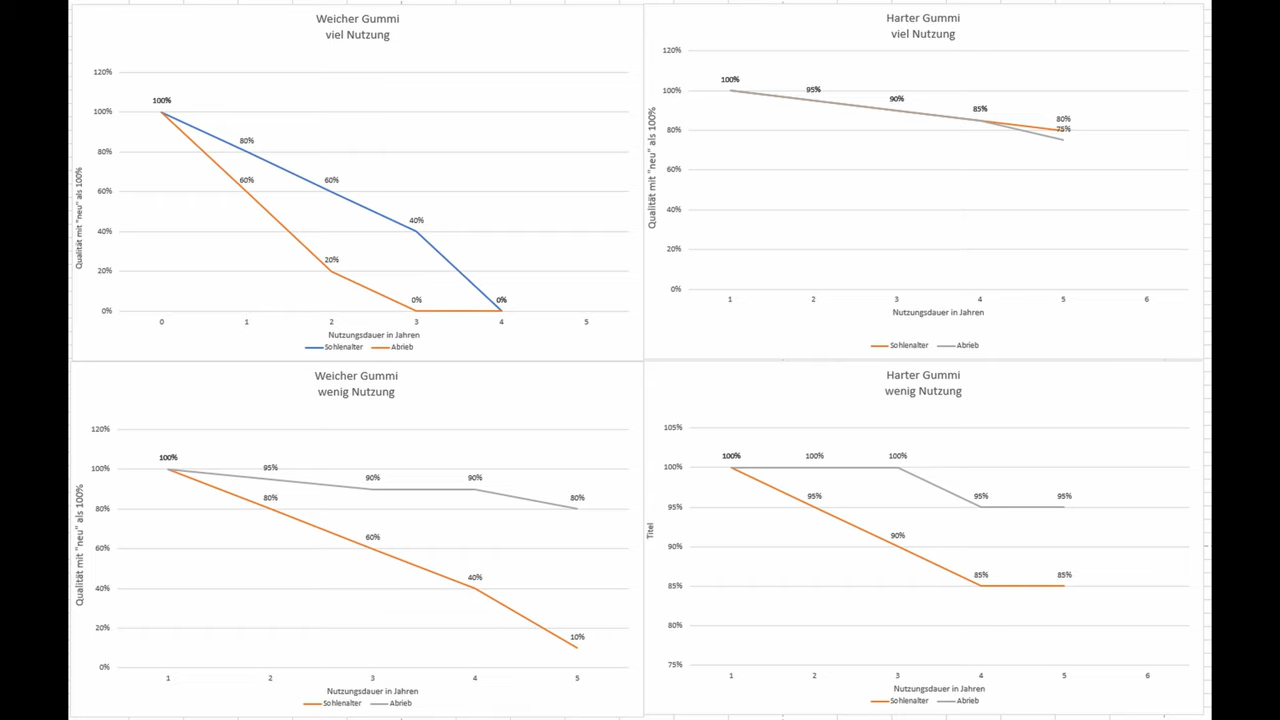 Weicher Gummi
viel Nutzung
120%
100%
80%
60%
40%
20%
0%
Qualität mit "neu" als 100%
100%
80%
60%
60%
20%
40%
0%
0%
0 1 2 3 4 5
Nutzungsdauer in Jahren
Sohlenalter Abrieb
Harter Gummi
viel Nutzung
120%
100%
80%
60%
40%
20%
0%
Qualität mit "neu" als 100%
100%
95%
90%
85%
80%
75%
1 2 3 4 5 6
Nutzungsdauer in Jahren
Sohlenalter Abrieb
Weicher Gummi
wenig Nutzung
120%
100%
80%
60%
40%
20%
0%
Qualität mit "neu" als 100%
100%
95%
90%
90%
80%
80%
60%
40%
10%
1 2 3 4 5
Nutzungsdauer in Jahren
Sohlenalter Abrieb
Harter Gummi
wenig Nutzung
105%
100%
95%
90%
85%
80%
75%
Titel
100%
100%
100%
95%
95%
95%
90%
85%
85%
1 2 3 4 5 6
Nutzungsdauer in Jahren
Sohlenalter Abrieb